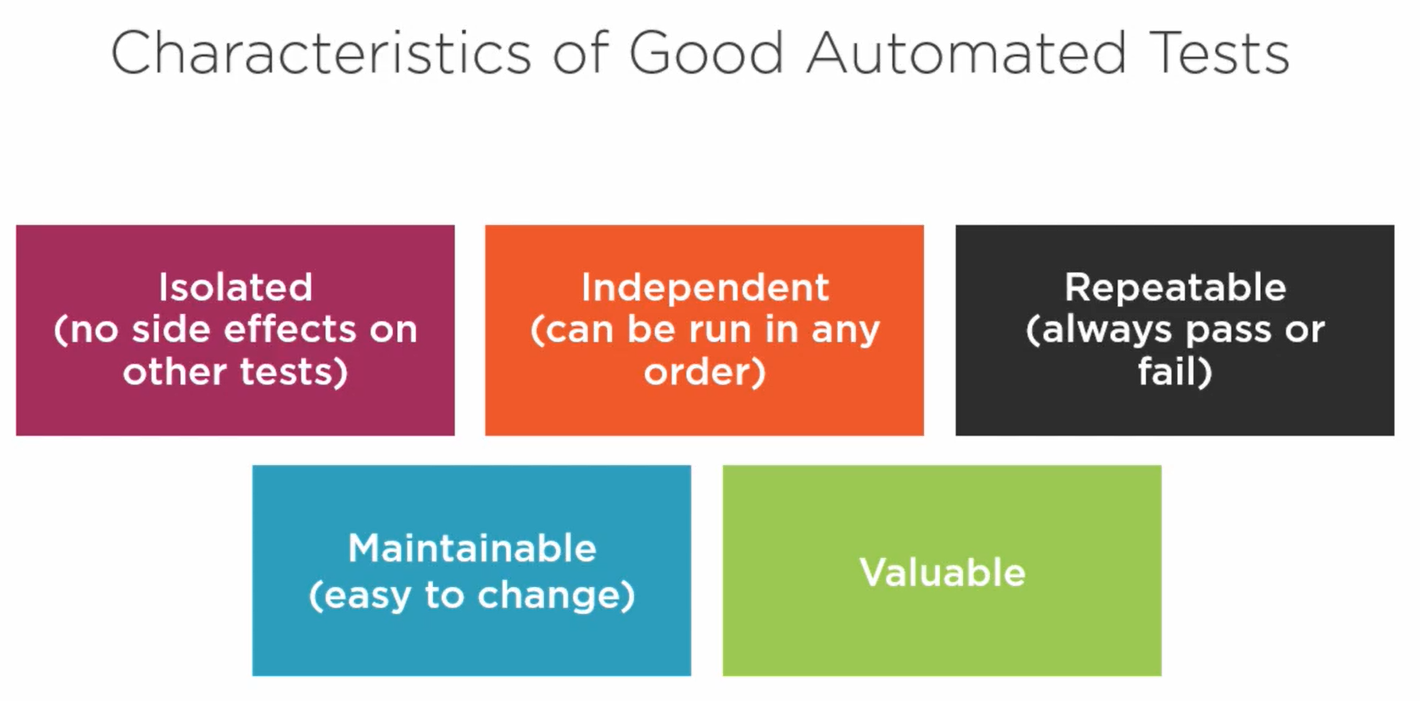 Characteristics of Good Automated Tests
Isolated
(no side effects on
other tests)
Independent
(can be run in any
order)
Repeatable
(always pass or
fail)
Maintainable
(easy to change)
Valuable